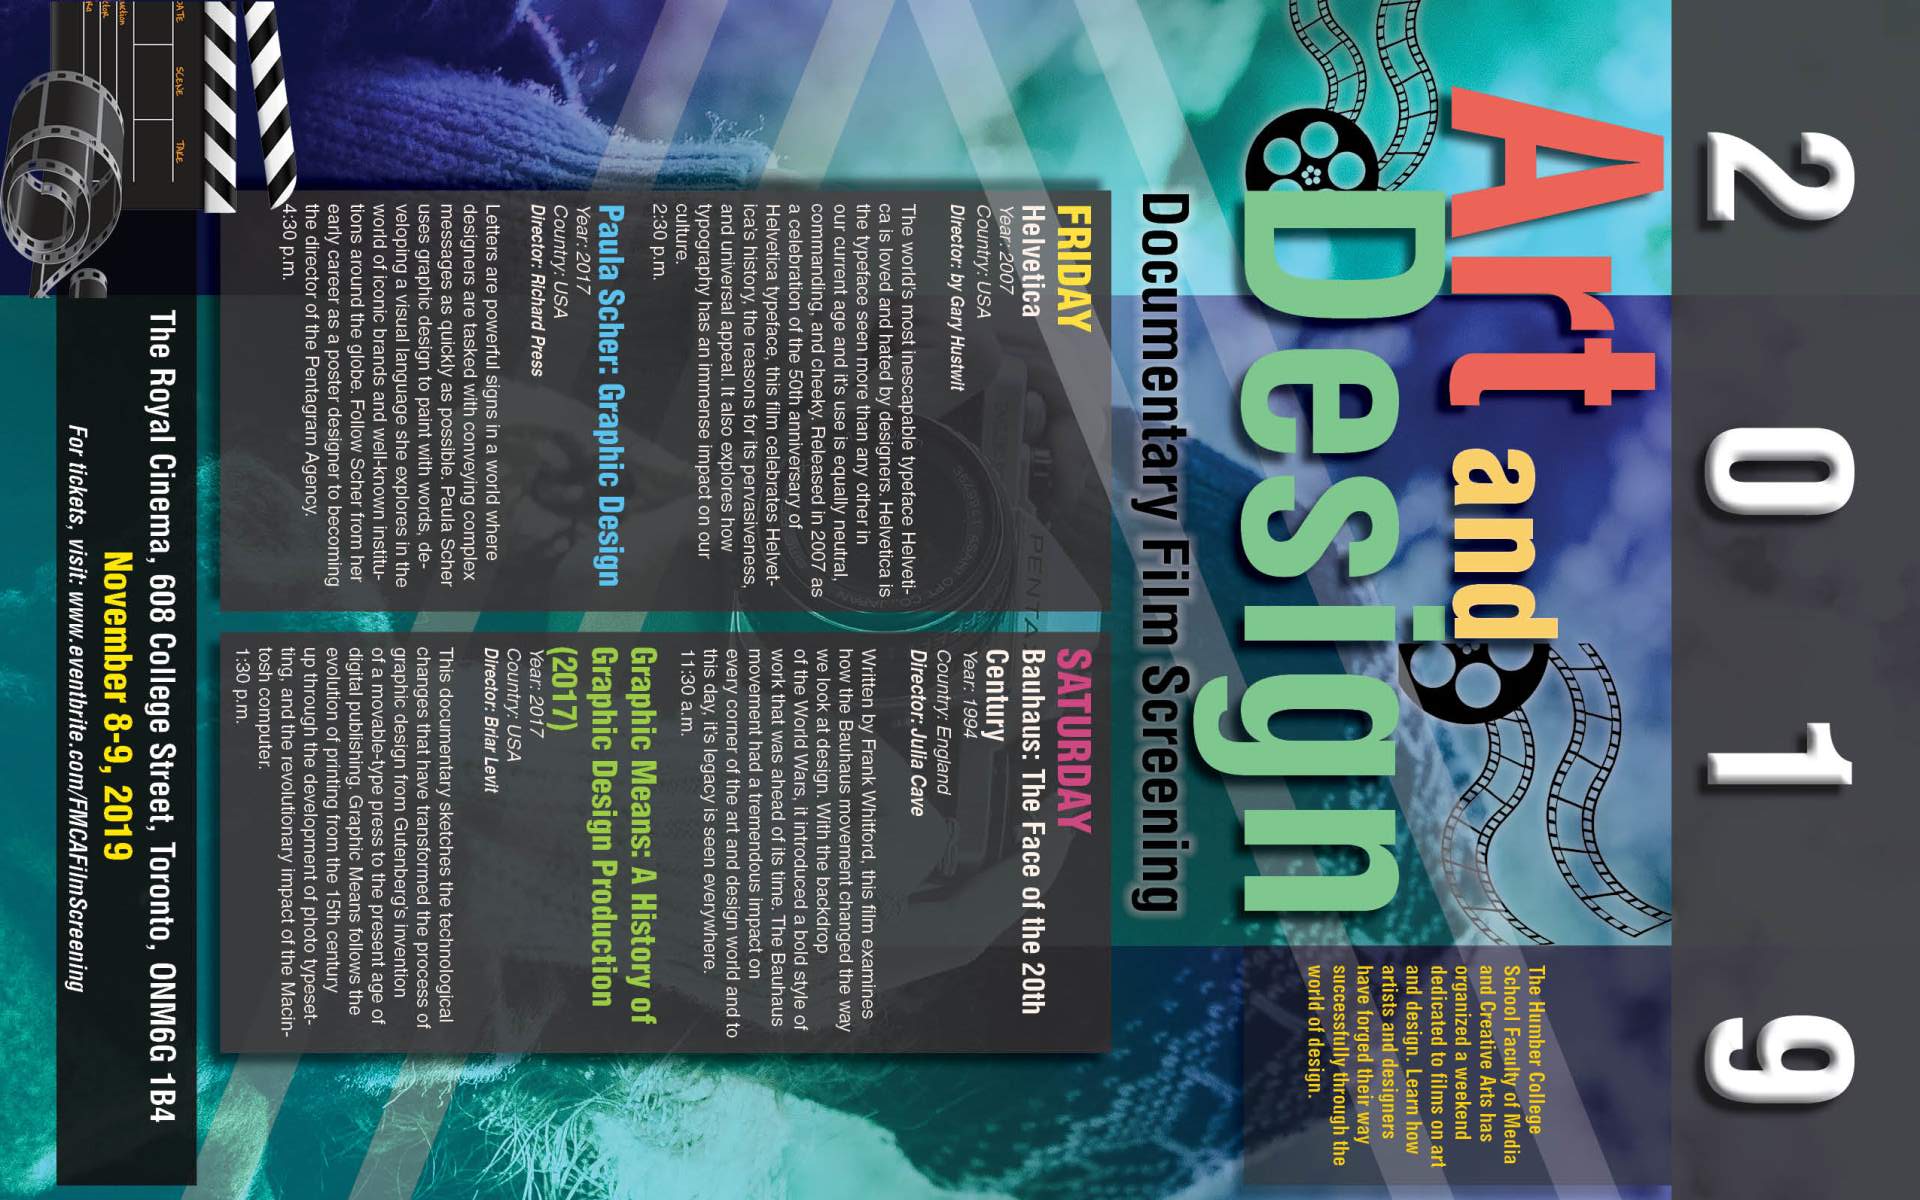 2019
Art and
Design
Documentary Film Screening
The Humber College
School Faculty of Media
and Creative Arts has
organized a weekend
dedicated to films on art
and design. Learn how
artists and designers
have forged their way
successfully through the
world of design.
FRIDAY
Helvetica
Year: 2007
Country: USA
Director: by Gary Hustwit
The world's most inescapable typeface Helveti-
ca is loved and hated by designers. Helvetica is
the typeface seen more than any other in
our current age and it's use is equally neutral,
commanding, and cheeky. Released in 2007 as
a celebration of the 50th anniversary of
Helvetica typeface, this film celebrates Helvet-
ica's history, the reasons for its pervasiveness,
and universal appeal. It also explores how
typography has an immense impact on our
culture.
2:30 p.m.
Paula Scher: Graphic Design
Year: 2017
Country: USA
Director: Richard Press
Letters are powerful signs in a world where
designers are tasked with conveying complex
messages as quickly as possible. Paula Scher
uses graphic design to paint with words, de-
veloping a visual language she explores in the
world of iconic brands and well-known institu-
tions around the globe. Follow Scher from her
early career as a poster designer to becoming
the director of the Pentagram Agency.
4:30 p.m.
SATURDAY
Bauhaus: The Face of the 20th
Century
Year: 1994
Country: England
Director: Julia Cave
Written by Frank Whitford, this film examines
how the Bauhaus movement changed the way
we look at design. With the backdrop
of the World Wars, it introduced a bold style of
work that was ahead of its time. The Bauhaus
movement had a tremendous impact on
every corner of the art and design world and to
this day, it's legacy is seen everywhere.
11:30 a.m.
Graphic Means: A History of
Graphic Design Production
(2017)
Year: 2017
Country: USA
Director: Briar Levit
This documentary sketches the technological
changes that have transformed the process of
graphic design from Gutenberg's invention
of a movable-type press to the present age of
digital publishing. Graphic Means follows the
evolution of printing from the 15th century
up through the development of photo typeset-
ting, and the revolutionary impact of the Macin-
tosh computer.
1:30 p.m.
PENTA
SCENE
TAKE
The Royal Cinema, 608 College Street, Toronto, ONM6G 1B4
November 8-9, 2019
For tickets, visit: www.eventbrite.com/FMCAFilmScreening